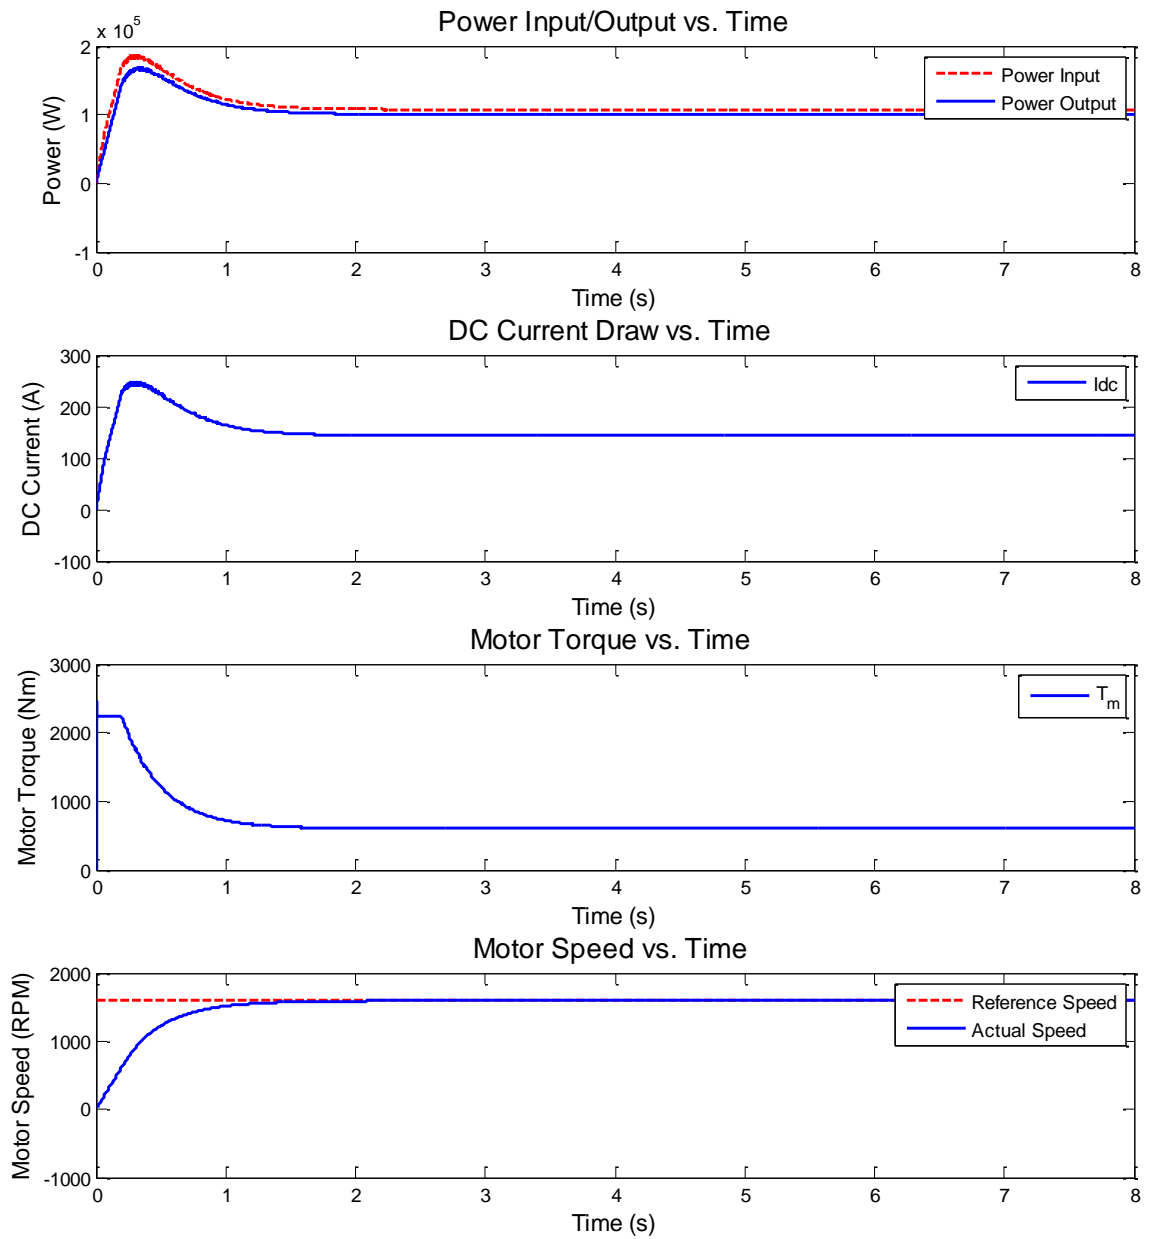 Power Input/Output vs. Time
x 10^5
2
1
0
-1
Power (W)
Power Input
Power Output
0 1 2 3 4 5 6 7 8
Time (s)
DC Current Draw vs. Time
300
200
100
0
-100
DC Current (A)
Idc
0 1 2 3 4 5 6 7 8
Time (s)
Motor Torque vs. Time
3000
2000
1000
0
Motor Torque (Nm)
T_m
0 1 2 3 4 5 6 7 8
Time (s)
Motor Speed vs. Time
2000
1000
0
-1000
Motor Speed (RPM)
Reference Speed
Actual Speed
0 1 2 3 4 5 6 7 8
Time (s)